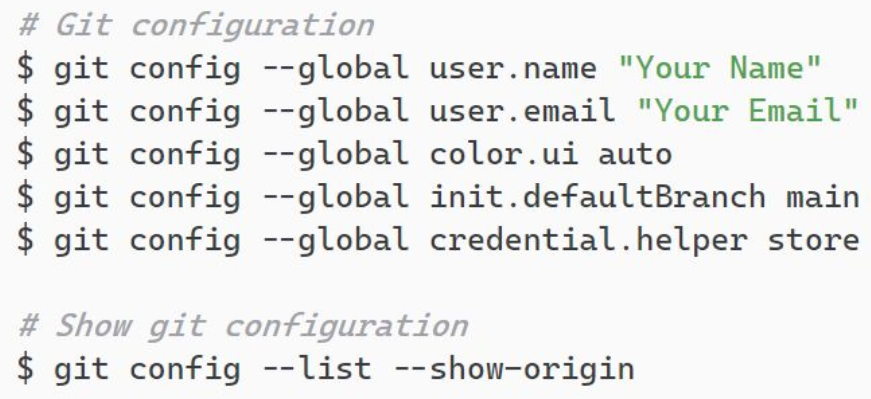 # Git configuration
$ git config --global user.name "Your Name"
$ git config --global user.email "Your Email"
$ git config --global color.ui auto
$ git config --global init.defaultBranch main
$ git config --global credential.helper store
# Show git configuration
$ git config --list --show-origin